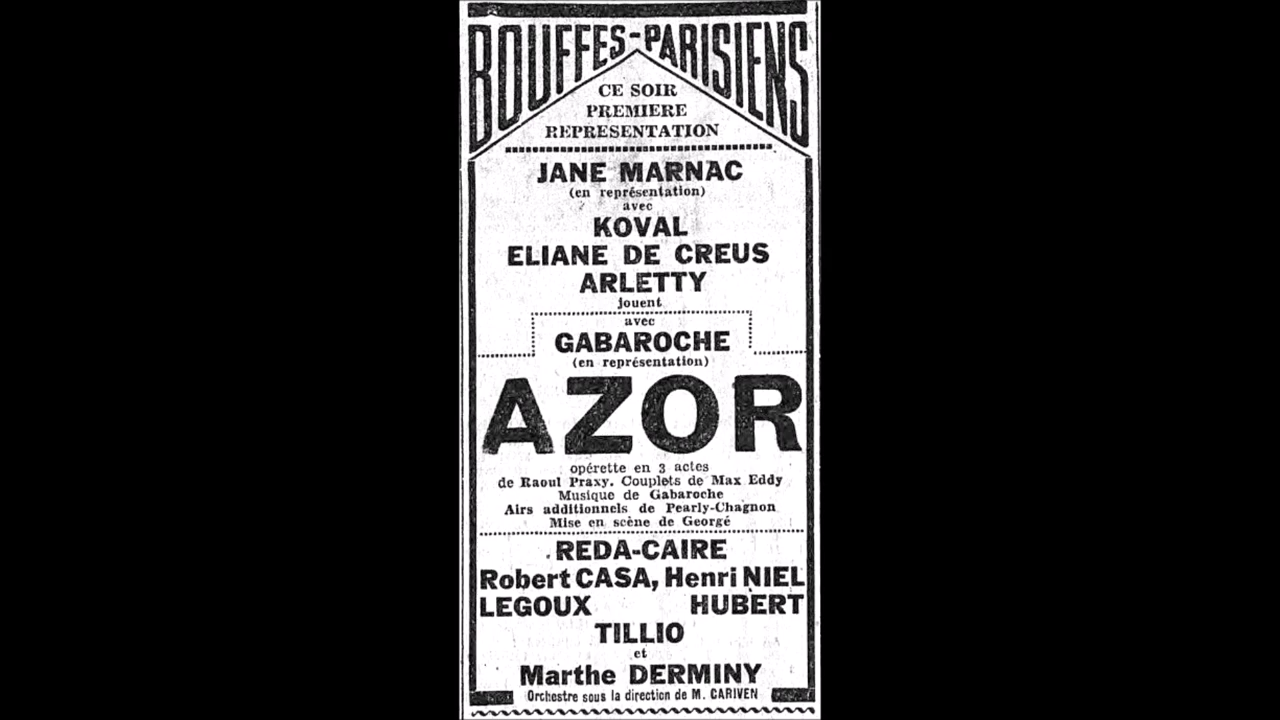 BOUFFES-PARISIENS
CE SOIR
PREMIERE
REPRESENTATION
JANE MARNAC
(en représentation)
avec
KOVAL
ELIANE DE CREUS
ARLETTY
jouent
avec
GABAROCHE
(en représentation)
AZOR
opérette en 3 actes
de Raoul Praxy. Couplets de Max Eddy
Musique de Gabaroche
Airs additionnels de Pearly-Chagnon
Mise en scène de Georgé
REDA-CAIRE
Robert CASA, Henri NIEL
LEGOUX HUBERT
TILLIO
et
Marthe DERMINY
Orchestre sous la direction de M. CARIVEN